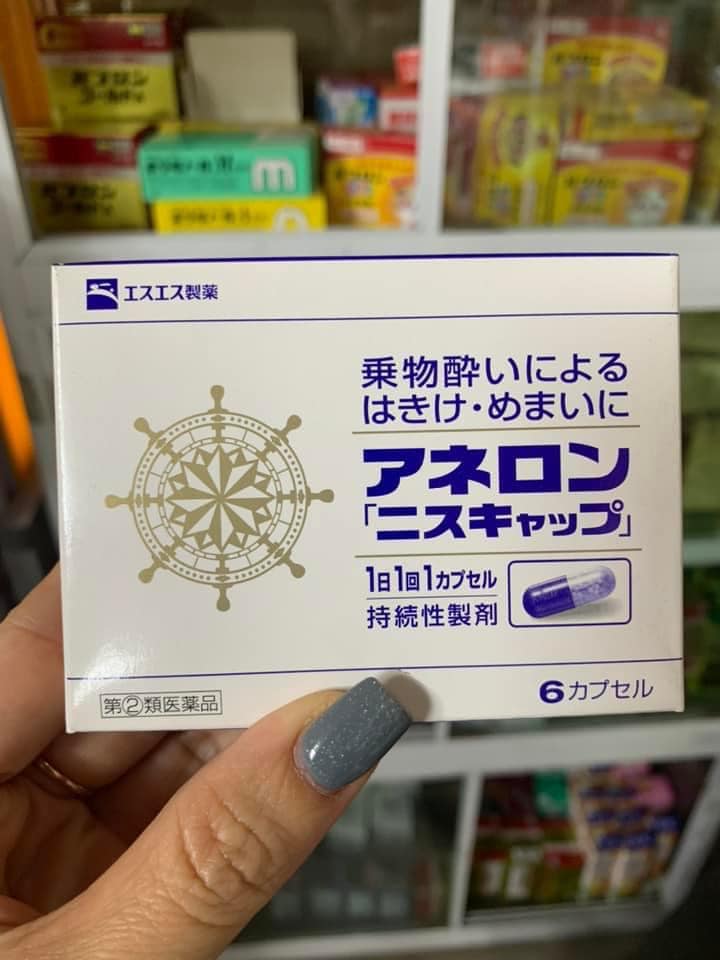 エスエス製薬
乗物酔いによる
はきけ・めまいに
アネロン
「ニスキャップ」
1日1回1カプセル
持続性製剤
第②類医薬品
6カプセル
m